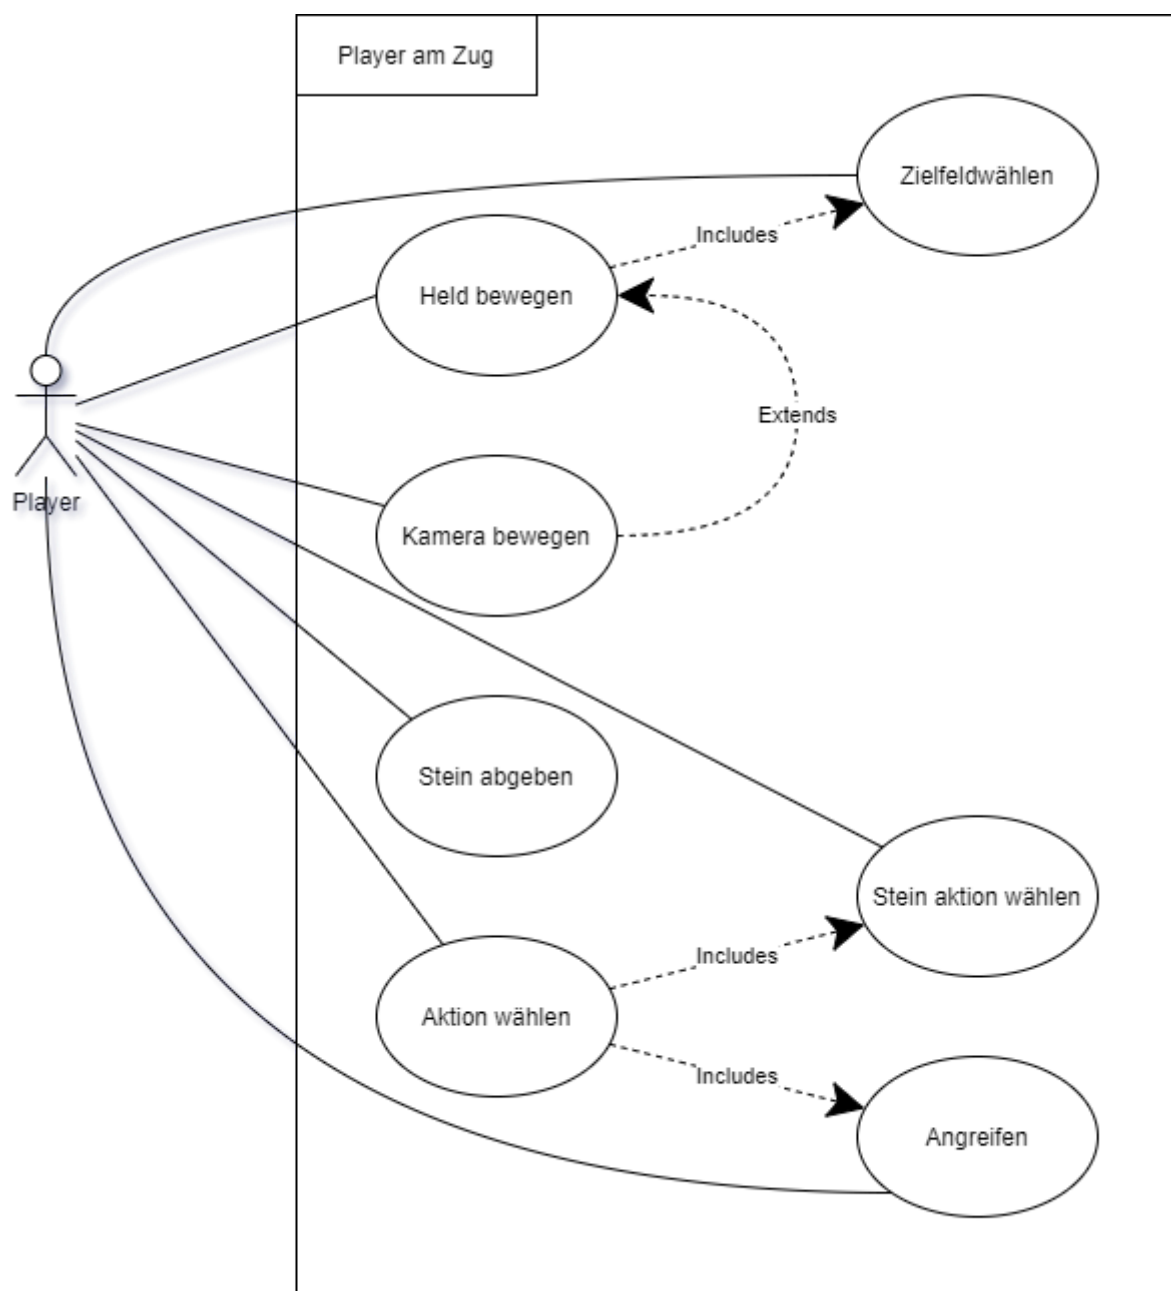 Player am Zug
Zielfeldwählen
Includes
Held bewegen
Extends
Player
Kamera bewegen
Stein abgeben
Stein aktion wählen
Includes
Aktion wählen
Includes
Angreifen